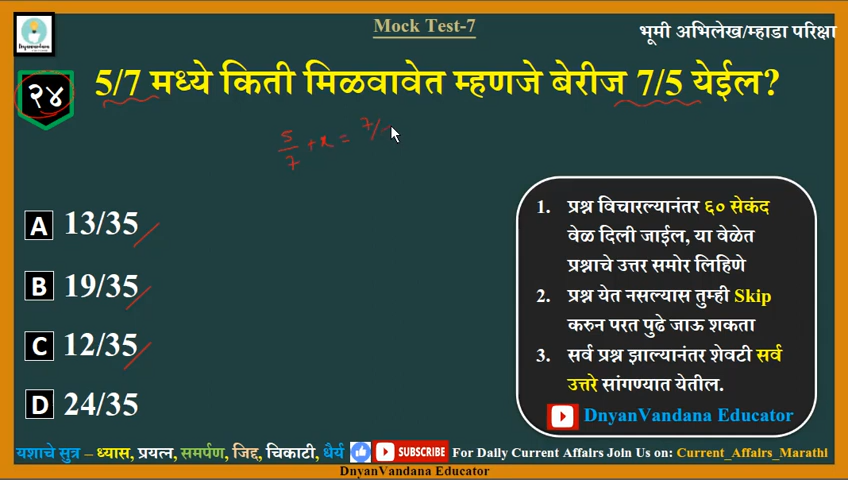 Dnyanvandana
Educator
Mock Test-7
भूमी अभिलेख/म्हाडा परिक्षा
२४
5/7 मध्ये किती मिळवावेत म्हणजे बेरीज 7/5 येईल?
5/7 + x = 7/
A 13/35
B 19/35
C 12/35
D 24/35
1. प्रश्न विचारल्यानंतर ६० सेकंद
वेळ दिली जाईल, या वेळेत
प्रश्नाचे उत्तर समोर लिहिणे
2. प्रश्न येत नसल्यास तुम्ही Skip
करुन परत पुढे जाऊ शकता
3. सर्व प्रश्न झाल्यानंतर शेवटी सर्व
उत्तरे सांगण्यात येतील.
DnyanVandana Educator
यशाचे सुत्र – ध्यास, प्रयत्न, समर्पण, जिद्द, चिकाटी, धैर्य SUBSCRIBE For Daily Current Affairs Join Us on: Current_Affairs_Marathi
DnyanVandana Educator